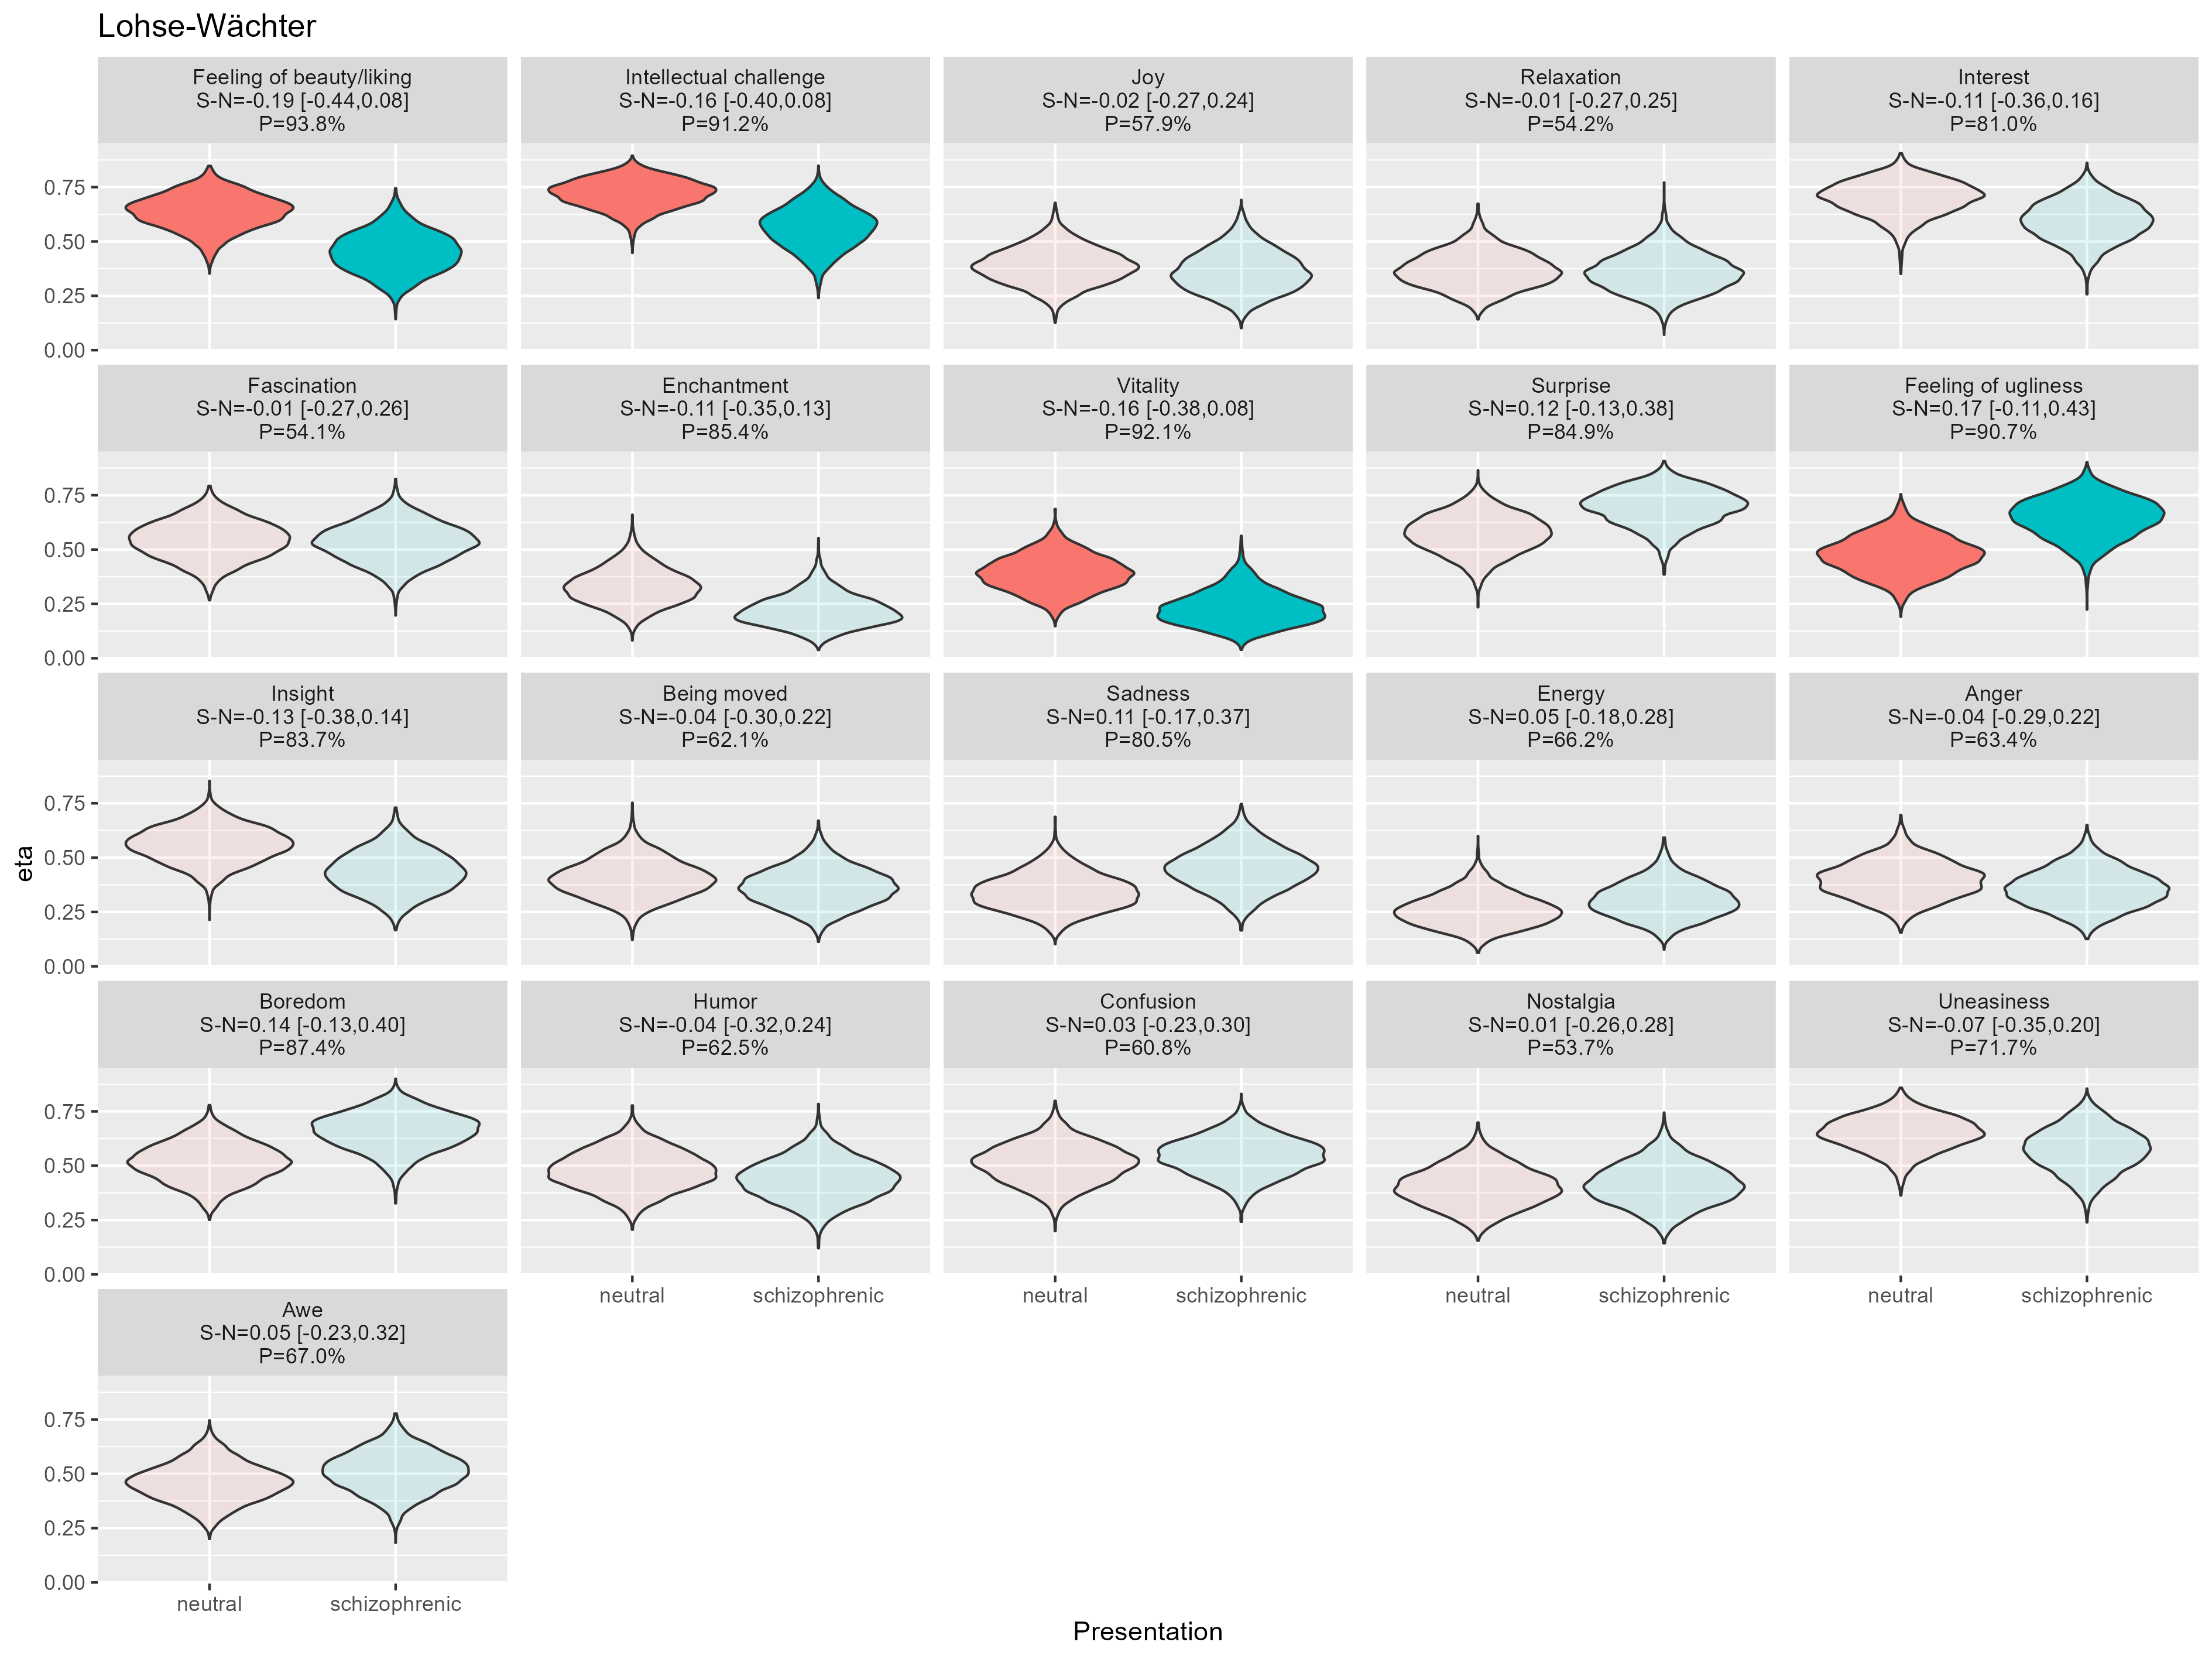 Lohse-Wächter
Feeling of beauty/liking
S-N=-0.19 [-0.44,0.08]
P=93.8%
Intellectual challenge
S-N=-0.16 [-0.40,0.08]
P=91.2%
Joy
S-N=-0.02 [-0.27,0.24]
P=57.9%
Relaxation
S-N=-0.01 [-0.27,0.25]
P=54.2%
Interest
S-N=-0.11 [-0.36,0.16]
P=81.0%
0.75
0.50
0.25
0.00
Fascination
S-N=-0.01 [-0.27,0.26]
P=54.1%
Enchantment
S-N=-0.11 [-0.35,0.13]
P=85.4%
Vitality
S-N=-0.16 [-0.38,0.08]
P=92.1%
Surprise
S-N=0.12 [-0.13,0.38]
P=84.9%
Feeling of ugliness
S-N=0.17 [-0.11,0.43]
P=90.7%
0.75
0.50
0.25
0.00
Insight
S-N=-0.13 [-0.38,0.14]
P=83.7%
Being moved
S-N=-0.04 [-0.30,0.22]
P=62.1%
Sadness
S-N=0.11 [-0.17,0.37]
P=80.5%
Energy
S-N=0.05 [-0.18,0.28]
P=66.2%
Anger
S-N=-0.04 [-0.29,0.22]
P=63.4%
0.75
0.50
0.25
0.00
eta
Boredom
S-N=0.14 [-0.13,0.40]
P=87.4%
Humor
S-N=-0.04 [-0.32,0.24]
P=62.5%
Confusion
S-N=0.03 [-0.23,0.30]
P=60.8%
Nostalgia
S-N=0.01 [-0.26,0.28]
P=53.7%
Uneasiness
S-N=-0.07 [-0.35,0.20]
P=71.7%
0.75
0.50
0.25
0.00
neutral schizophrenic
neutral schizophrenic
neutral schizophrenic
neutral schizophrenic
Awe
S-N=0.05 [-0.23,0.32]
P=67.0%
0.75
0.50
0.25
0.00
neutral schizophrenic
Presentation